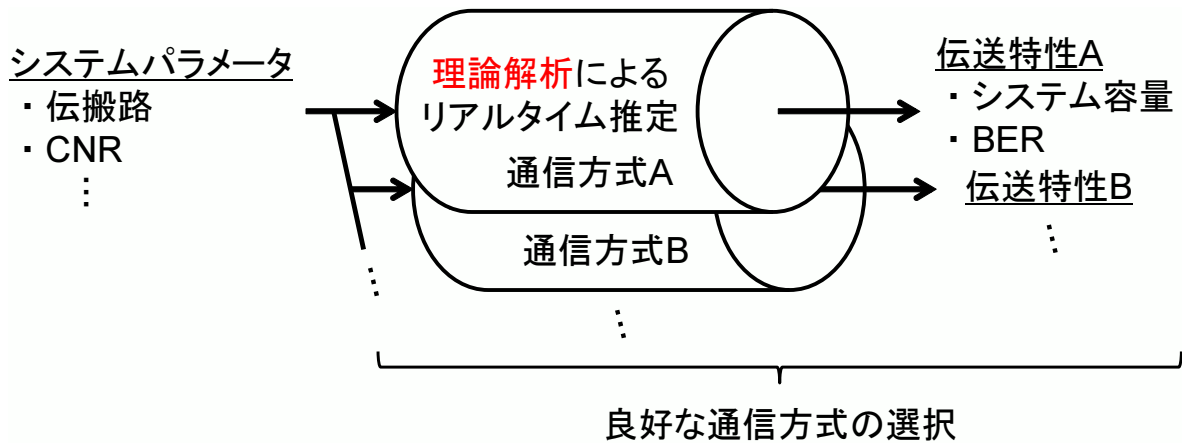 システムパラメータ
・伝搬路
・CNR
⋮
理論解析による
リアルタイム推定
通信方式A
通信方式B
⋮
伝送特性A
・システム容量
・BER
伝送特性B
⋮
良好な通信方式の選択